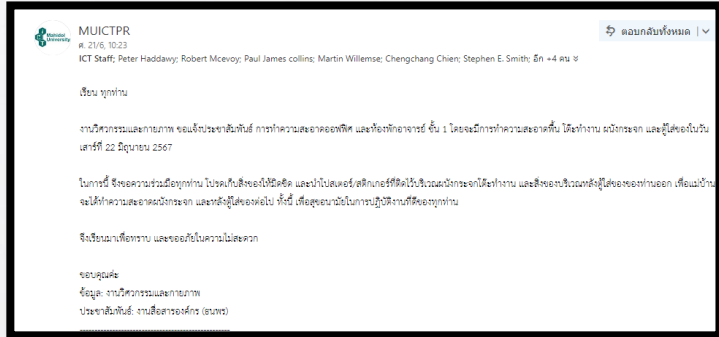 Mahidol University
ICT
MUICTPR
ศ. 21/6, 10:23
ตอบกลับทั้งหมด
ICT Staff; Peter Haddawy; Robert Mcevoy; Paul James collins; Martin Willemse; Chengchang Chien; Stephen E. Smith; อีก +4 คน
เรียน ทุกท่าน
งานวิศวกรรมและกายภาพ ขอแจ้งประชาสัมพันธ์ การทำความสะอาดออฟฟิศ และห้องพักอาจารย์ ชั้น 1 โดยจะมีการทำความสะอาดพื้น โต๊ะทำงาน ผนังกระจก และตู้ใส่ของในวัน
เสาร์ที่ 22 มิถุนายน 2567
ในการนี้ จึงขอความร่วมมือทุกท่าน โปรดเก็บสิ่งของให้มิดชิด และนำโปสเตอร์/สติกเกอร์ที่ติดไว้บริเวณผนังกระจกโต๊ะทำงาน และสิ่งของบริเวณหลังตู้ใส่ของของท่านออก เพื่อแม่บ้าน
จะได้ทำความสะอาดผนังกระจก และหลังตู้ใส่ของต่อไป ทั้งนี้ เพื่อสุขอนามัยในการปฏิบัติงานที่ดีของทุกท่าน
จึงเรียนมาเพื่อทราบ และขออภัยในความไม่สะดวก
ขอบคุณค่ะ
ข้อมูล: งานวิศวกรรมและกายภาพ
ประชาสัมพันธ์: งานสื่อสารองค์กร (ธนพร)
--------------------------------------------------